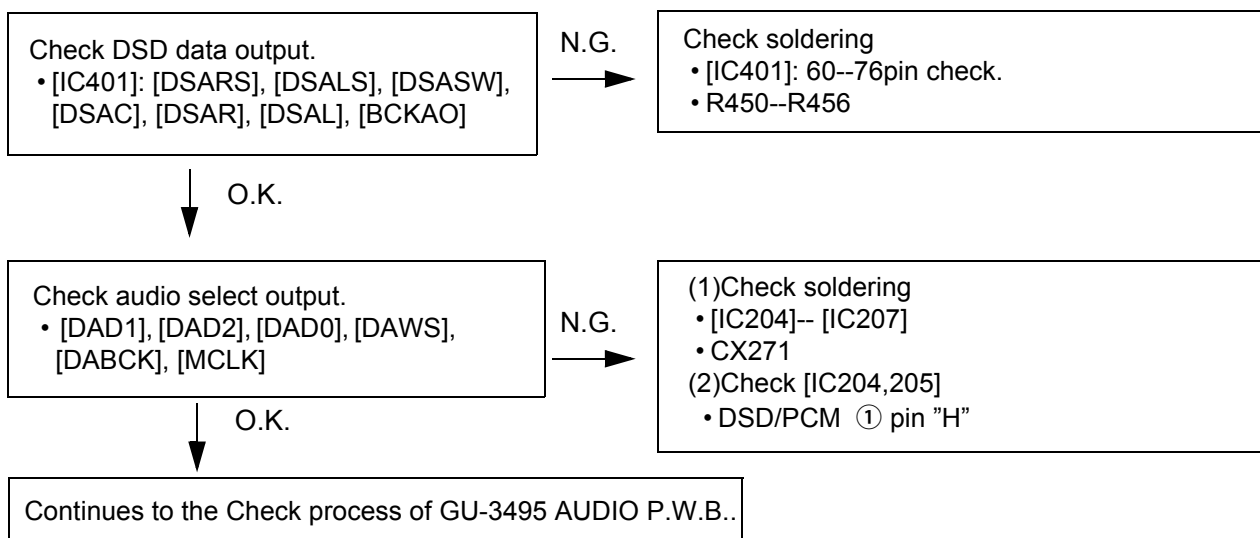 Check DSD data output.
• [IC401]: [DSARS], [DSALS], [DSASW],
[DSAC], [DSAR], [DSAL], [BCKAO]
N.G.
Check soldering
• [IC401]: 60--76pin check.
• R450--R456
O.K.
Check audio select output.
• [DAD1], [DAD2], [DAD0], [DAWS],
[DABCK], [MCLK]
N.G.
(1)Check soldering
• [IC204]-- [IC207]
• CX271
(2)Check [IC204,205]
• DSD/PCM ① pin ”H”
O.K.
Continues to the Check process of GU-3495 AUDIO P.W.B..